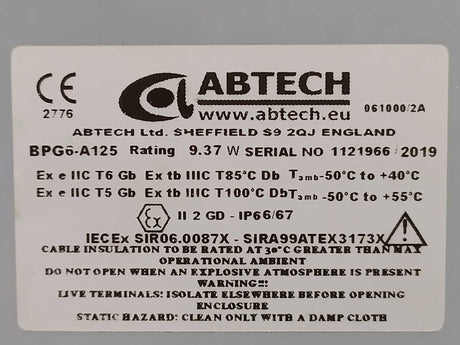 CE
2776
ABTECH
www.abtech.eu
061000/2A
ABTECH Ltd. SHEFFIELD S9 2QJ ENGLAND
BPG6-A125 Rating 9.37 W SERIAL NO 1121966 / 2019
Ex e IIC T6 Gb Ex tb IIIC T85°C Db Tamb -50°C to +40°C
Ex e IIC T5 Gb Ex tb IIIC T100°C Db Tamb -50°C to +55°C
Ex II 2 GD - IP66/67
IECEx SIR06.0087X - SIRA99ATEX3173X
CABLE INSULATION TO BE RATED AT 30°C GREATER THAN MAX
OPERATIONAL AMBIENT
DO NOT OPEN WHEN AN EXPLOSIVE ATMOSPHERE IS PRESENT
WARNING!!!
LIVE TERMINALS: ISOLATE ELSEWHERE BEFORE OPENING
ENCLOSURE
STATIC HAZARD: CLEAN ONLY WITH A DAMP CLOTH